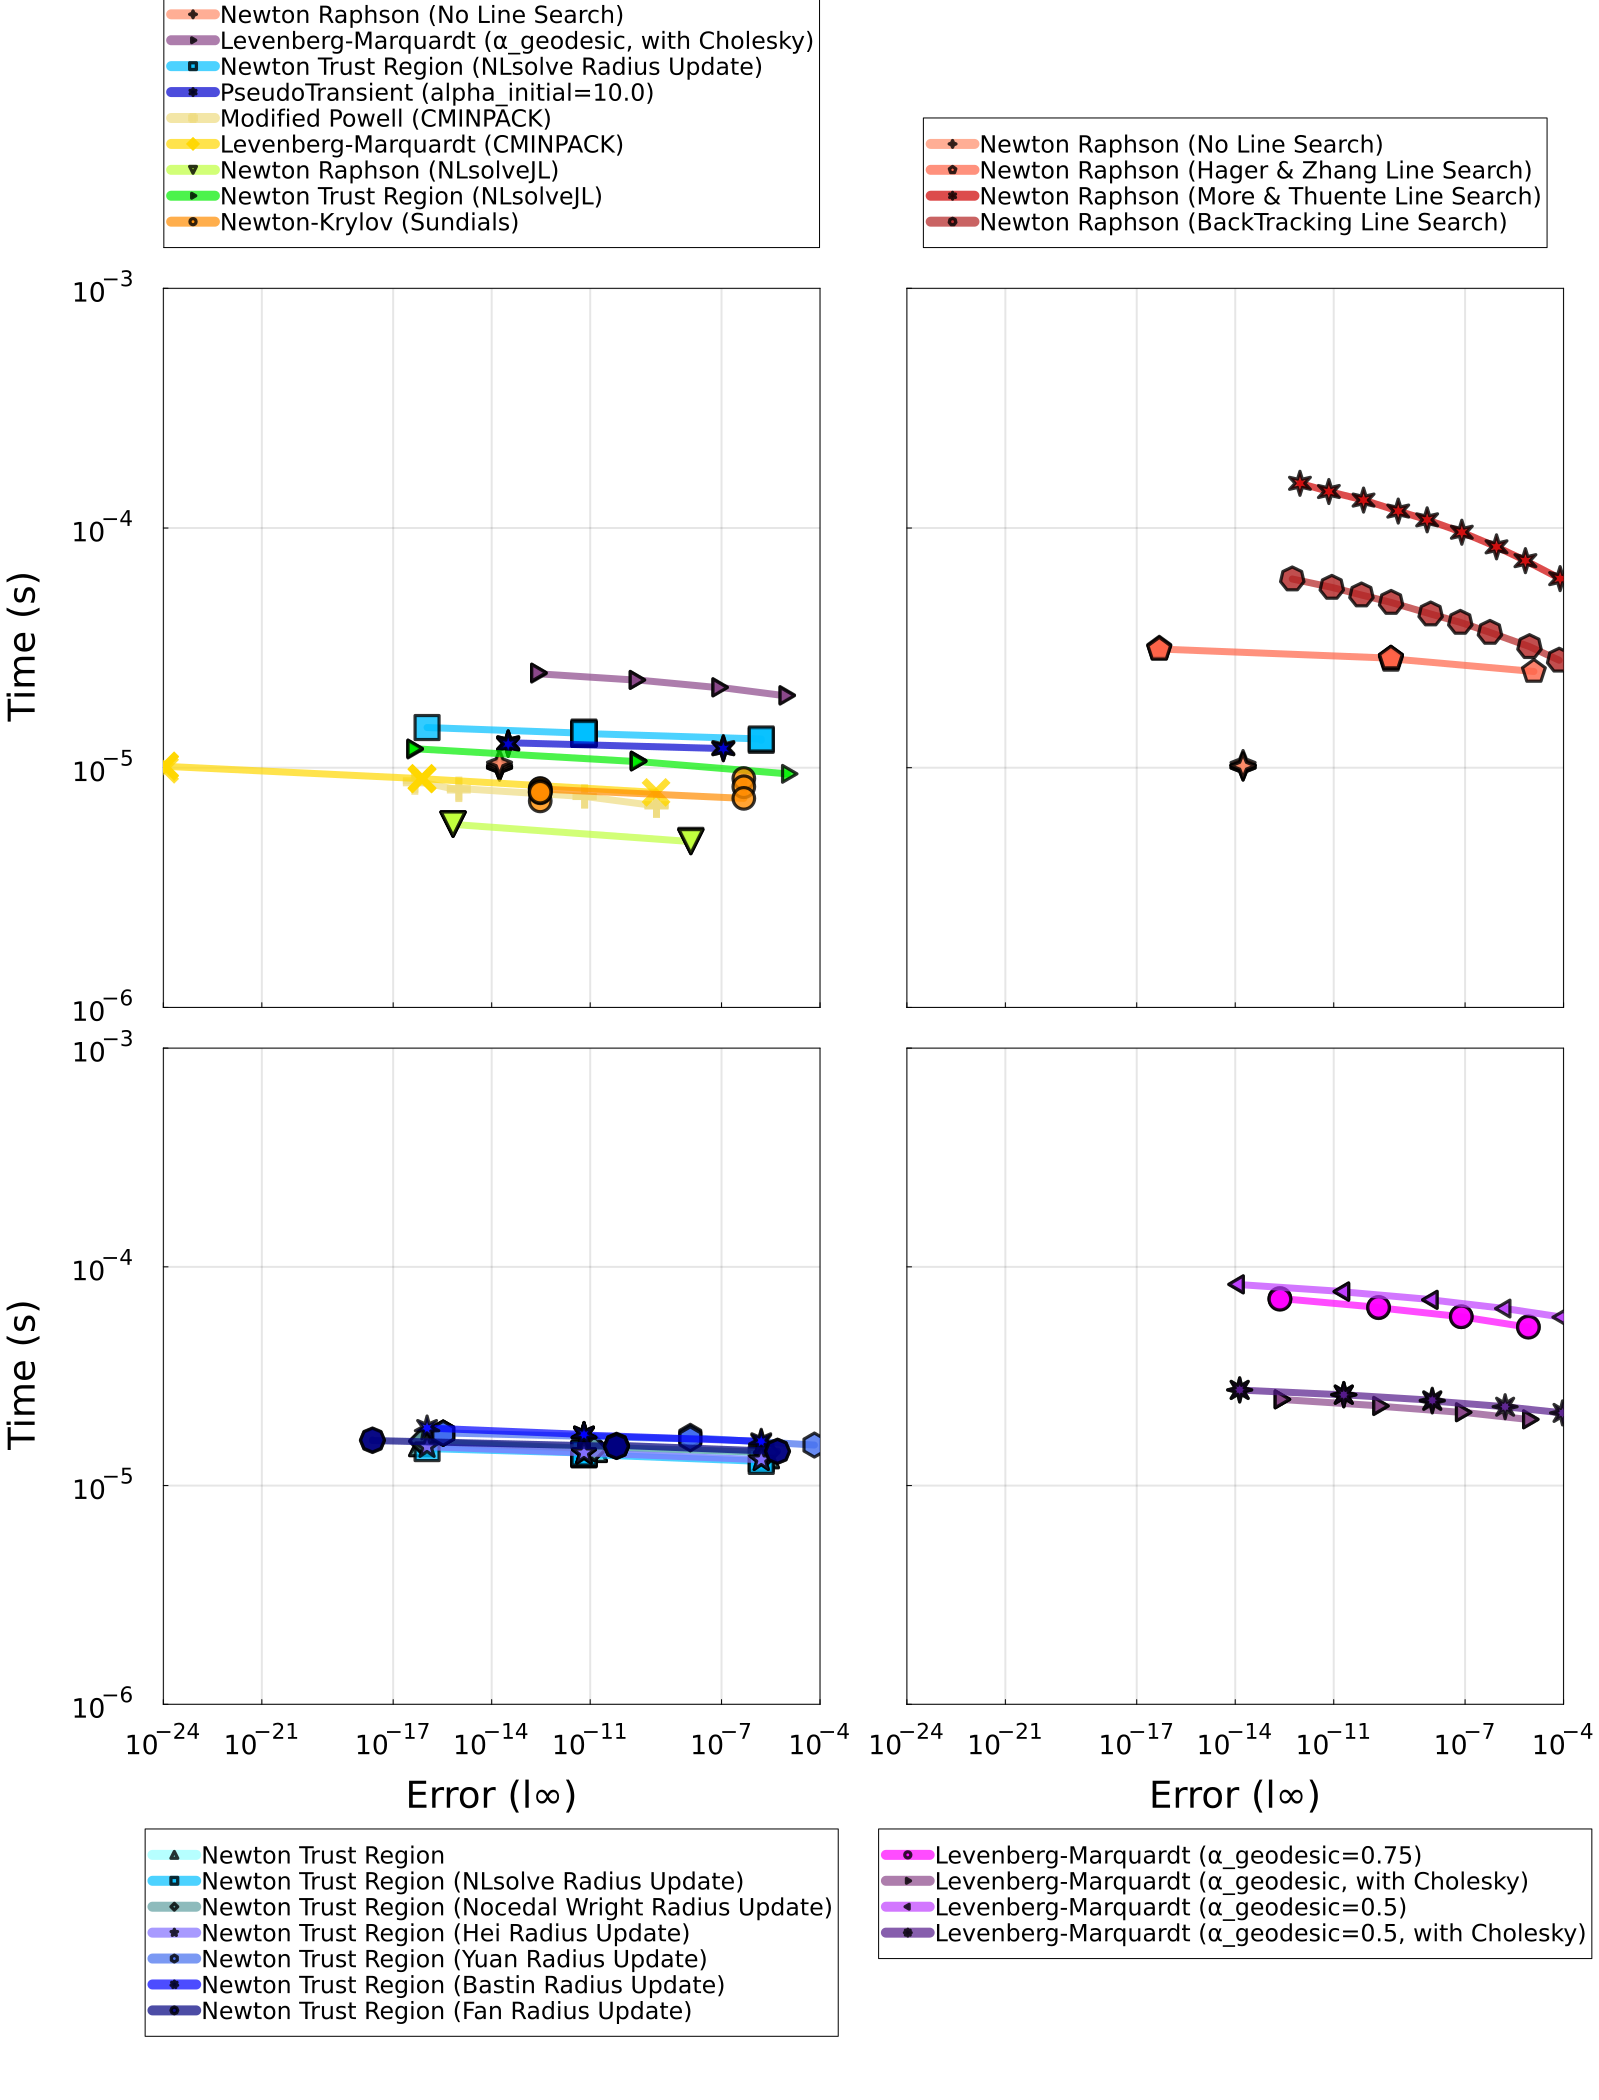 Newton Raphson (No Line Search)
Levenberg-Marquardt (α_geodesic, with Cholesky)
Newton Trust Region (NLsolve Radius Update)
PseudoTransient (alpha_initial=10.0)
Modified Powell (CMINPACK)
Levenberg-Marquardt (CMINPACK)
Newton Raphson (NLsolveJL)
Newton Trust Region (NLsolveJL)
Newton-Krylov (Sundials)
Newton Raphson (No Line Search)
Newton Raphson (Hager & Zhang Line Search)
Newton Raphson (More & Thuente Line Search)
Newton Raphson (BackTracking Line Search)
10⁻³
10⁻⁴
10⁻⁵
10⁻⁶
Time (s)
10⁻³
10⁻⁴
10⁻⁵
10⁻⁶
Time (s)
10⁻²⁴ 10⁻²¹ 10⁻¹⁷ 10⁻¹⁴ 10⁻¹¹ 10⁻⁷ 10⁻⁴
10⁻²⁴ 10⁻²¹ 10⁻¹⁷ 10⁻¹⁴ 10⁻¹¹ 10⁻⁷ 10⁻⁴
Error (l∞)
Error (l∞)
Newton Trust Region
Newton Trust Region (NLsolve Radius Update)
Newton Trust Region (Nocedal Wright Radius Update)
Newton Trust Region (Hei Radius Update)
Newton Trust Region (Yuan Radius Update)
Newton Trust Region (Bastin Radius Update)
Newton Trust Region (Fan Radius Update)
Levenberg-Marquardt (α_geodesic=0.75)
Levenberg-Marquardt (α_geodesic, with Cholesky)
Levenberg-Marquardt (α_geodesic=0.5)
Levenberg-Marquardt (α_geodesic=0.5, with Cholesky)